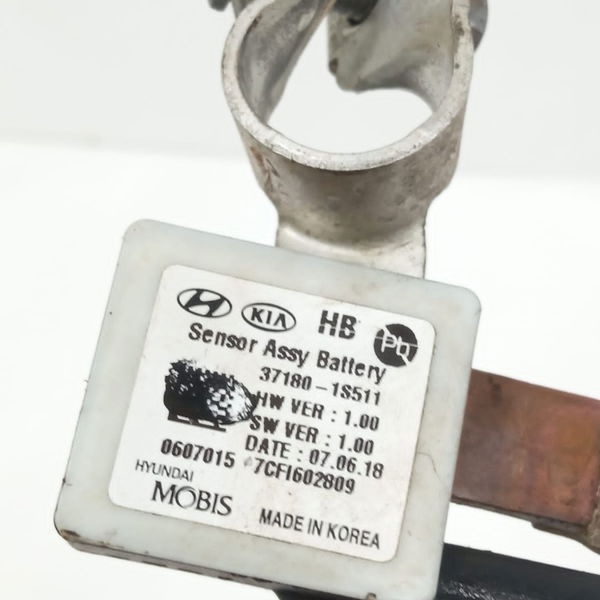 KIA HB Pb
Sensor Assy Battery
37180-1S511
HW VER : 1.00
SW VER : 1.00
DATE : 07.06.18
0607015 7CFI602809
HYUNDAI
MOBIS
MADE IN KOREA